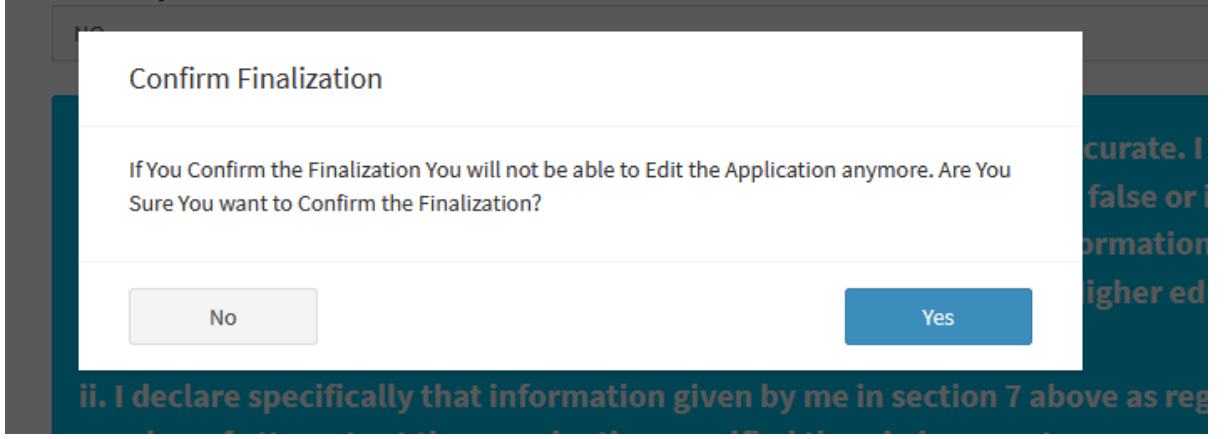 NO
Confirm Finalization
If You Confirm the Finalization You will not be able to Edit the Application anymore. Are You
Sure You want to Confirm the Finalization?
curate. I
false or i
ormation
igher ed
No
Yes
ii. I declare specifically that information given by me in section 7 above as reg